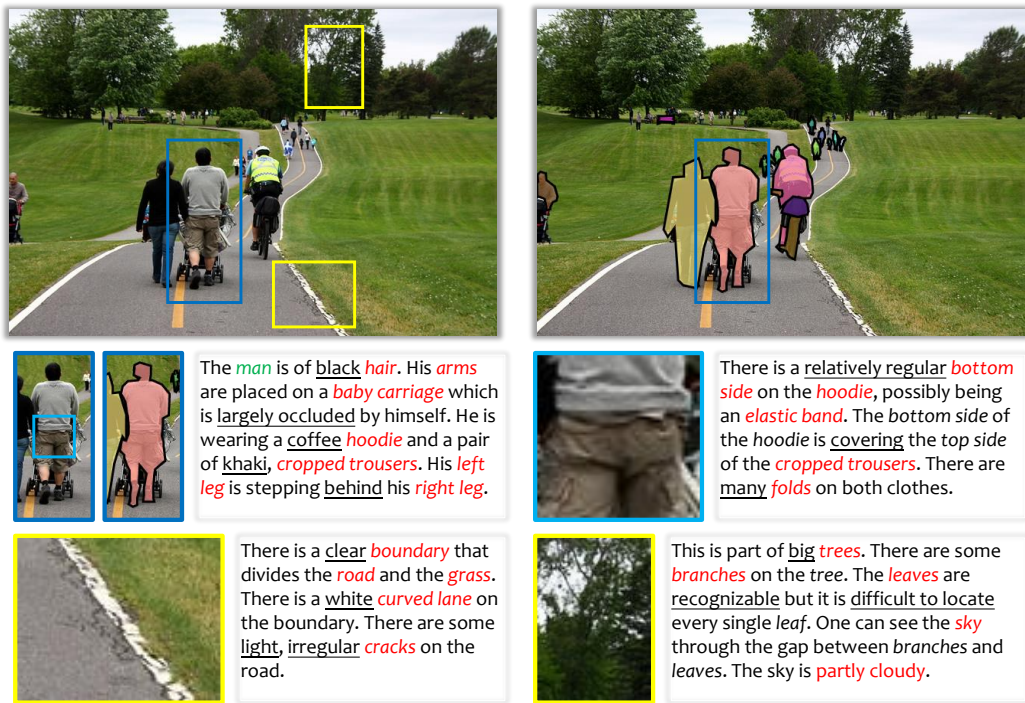 The man is of black hair. His arms
are placed on a baby carriage which
is largely occluded by himself. He is
wearing a coffee hoodie and a pair
of khaki, cropped trousers. His left
leg is stepping behind his right leg.
There is a relatively regular bottom
side on the hoodie, possibly being
an elastic band. The bottom side of
the hoodie is covering the top side
of the cropped trousers. There are
many folds on both clothes.
There is a clear boundary that
divides the road and the grass.
There is a white curved lane on
the boundary. There are some
light, irregular cracks on the
road.
This is part of big trees. There are some
branches on the tree. The leaves are
recognizable but it is difficult to locate
every single leaf. One can see the sky
through the gap between branches and
leaves. The sky is partly cloudy.